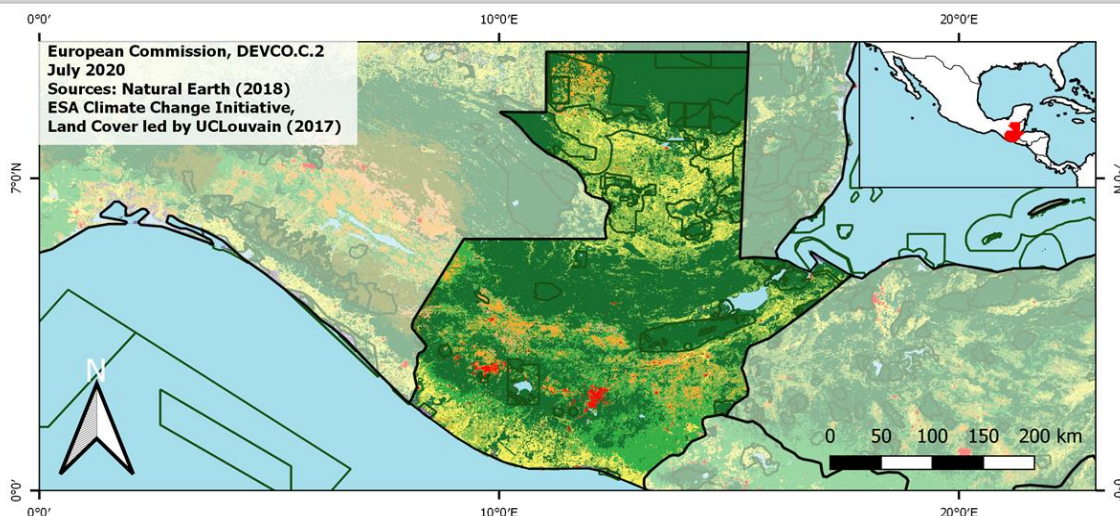 0°0′ 10°0′E 20°0′E
European Commission, DEVCO.C.2
July 2020
Sources: Natural Earth (2018)
ESA Climate Change Initiative,
Land Cover led by UCLouvain (2017)
7°0′N
N
0 50 100 150 200 km
0°0′
0°0′ 10°0′E 20°0′E